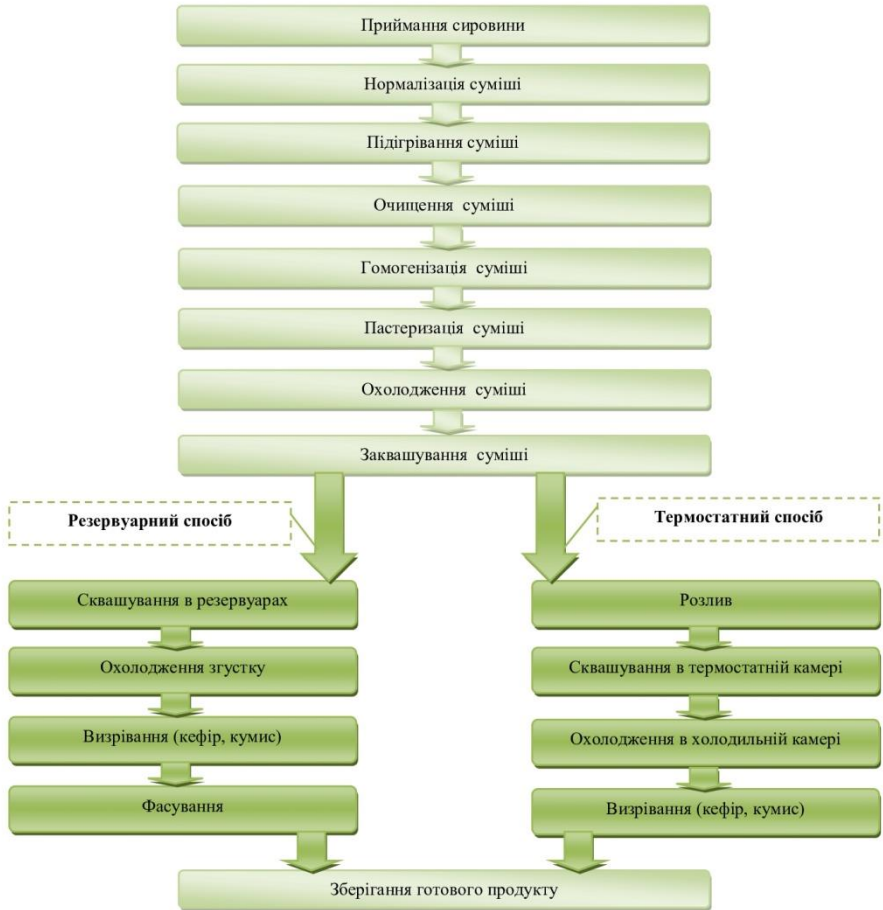 Приймання сировини
Нормалізація суміші
Підігрівання суміші
Очищення суміші
Гомогенізація суміші
Пастеризація суміші
Охолодження суміші
Заквашування суміші
Резервуарний спосіб
Термостатний спосіб
Сквашування в резервуарах
Охолодження згустку
Визрівання (кефір, кумис)
Фасування
Розлив
Сквашування в термостатній камері
Охолодження в холодильній камері
Визрівання (кефір, кумис)
Зберігання готового продукту